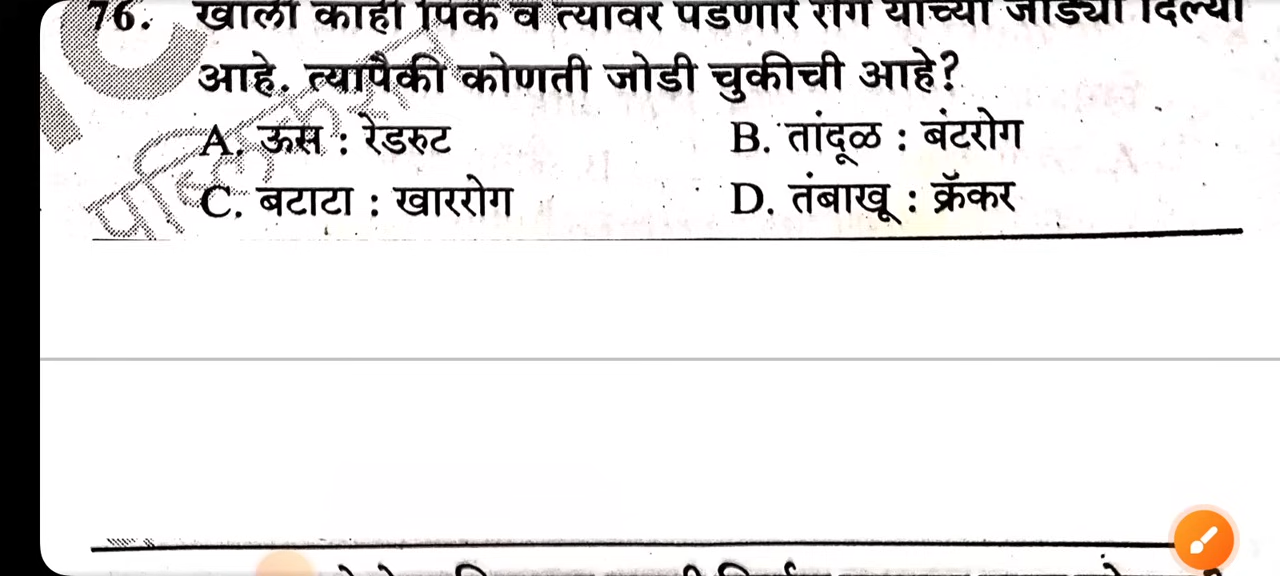 76. खाली काही पिके व त्यावर पडणारे रोग यांच्या जोड्या दिल्या
आहे. त्यापैकी कोणती जोडी चुकीची आहे?
A. ऊस : रेडरुट
B. तांदूळ : बंटरोग
C. बटाटा : खाररोग
D. तंबाखू : क्रॅकर